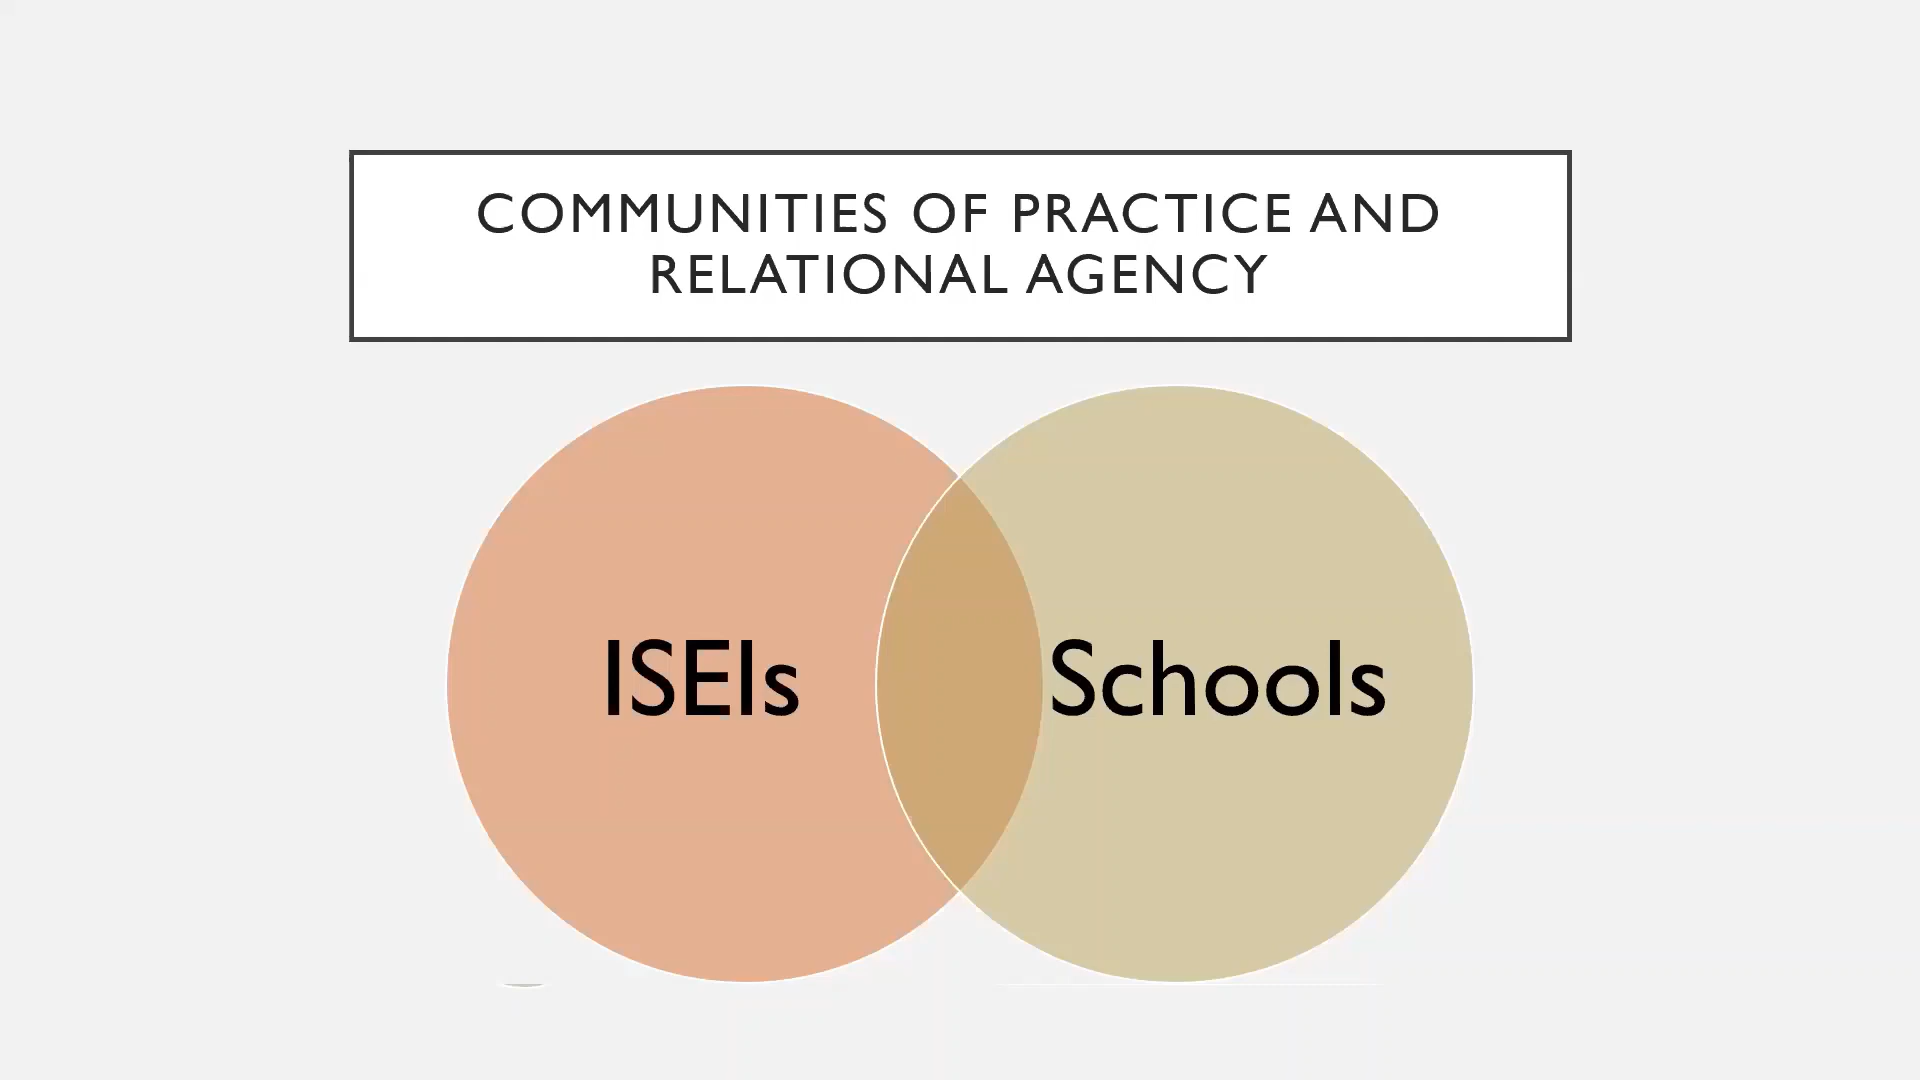 COMMUNITIES OF PRACTICE AND
RELATIONAL AGENCY
ISEIs
Schools